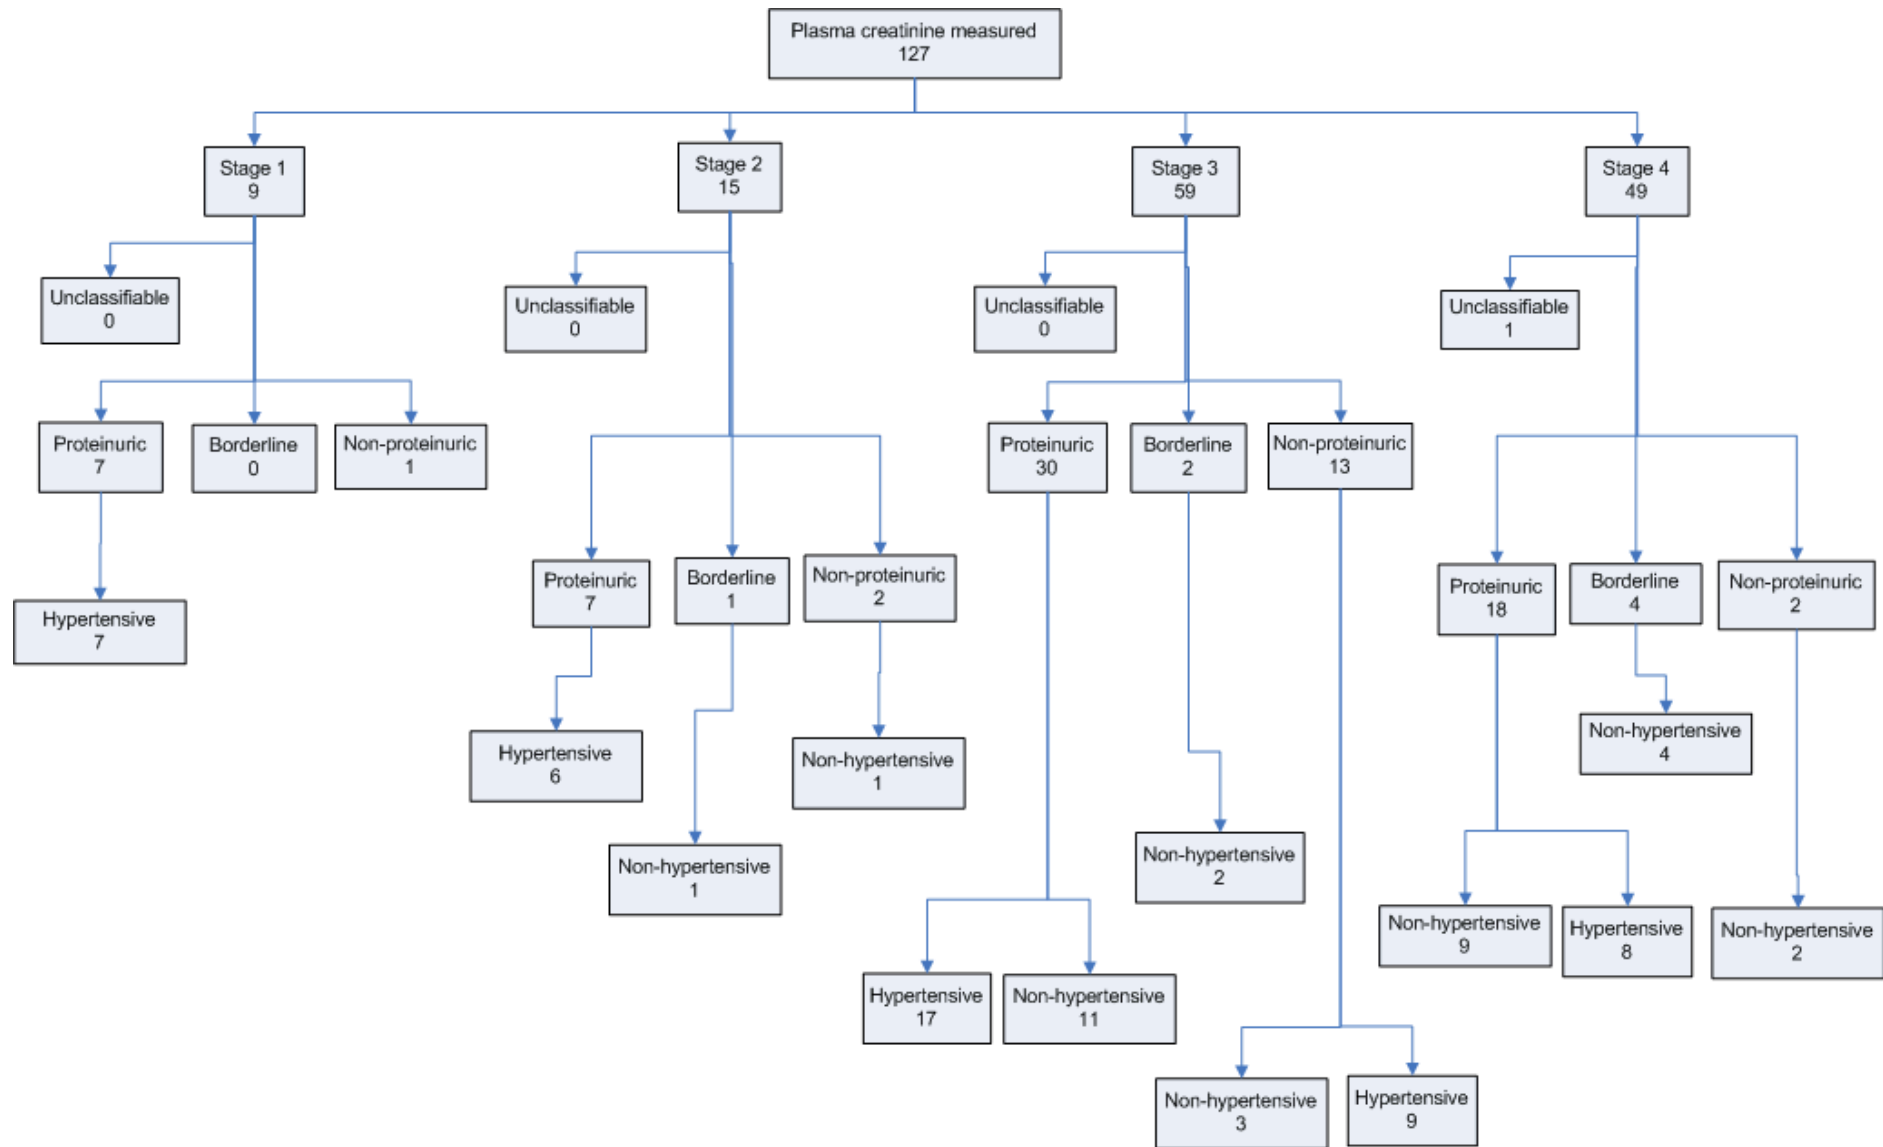 Plasma creatinine measured
127
Stage 1
9
Stage 2
15
Stage 3
59
Stage 4
49
Unclassifiable
0
Unclassifiable
0
Unclassifiable
0
Unclassifiable
1
Proteinuric
7
Borderline
0
Non-proteinuric
1
Proteinuric
30
Borderline
2
Non-proteinuric
13
Proteinuric
7
Borderline
1
Non-proteinuric
2
Proteinuric
18
Borderline
4
Non-proteinuric
2
Hypertensive
7
Hypertensive
6
Non-hypertensive
1
Non-hypertensive
4
Non-hypertensive
1
Non-hypertensive
2
Non-hypertensive
9
Hypertensive
8
Non-hypertensive
2
Hypertensive
17
Non-hypertensive
11
Non-hypertensive
3
Hypertensive
9